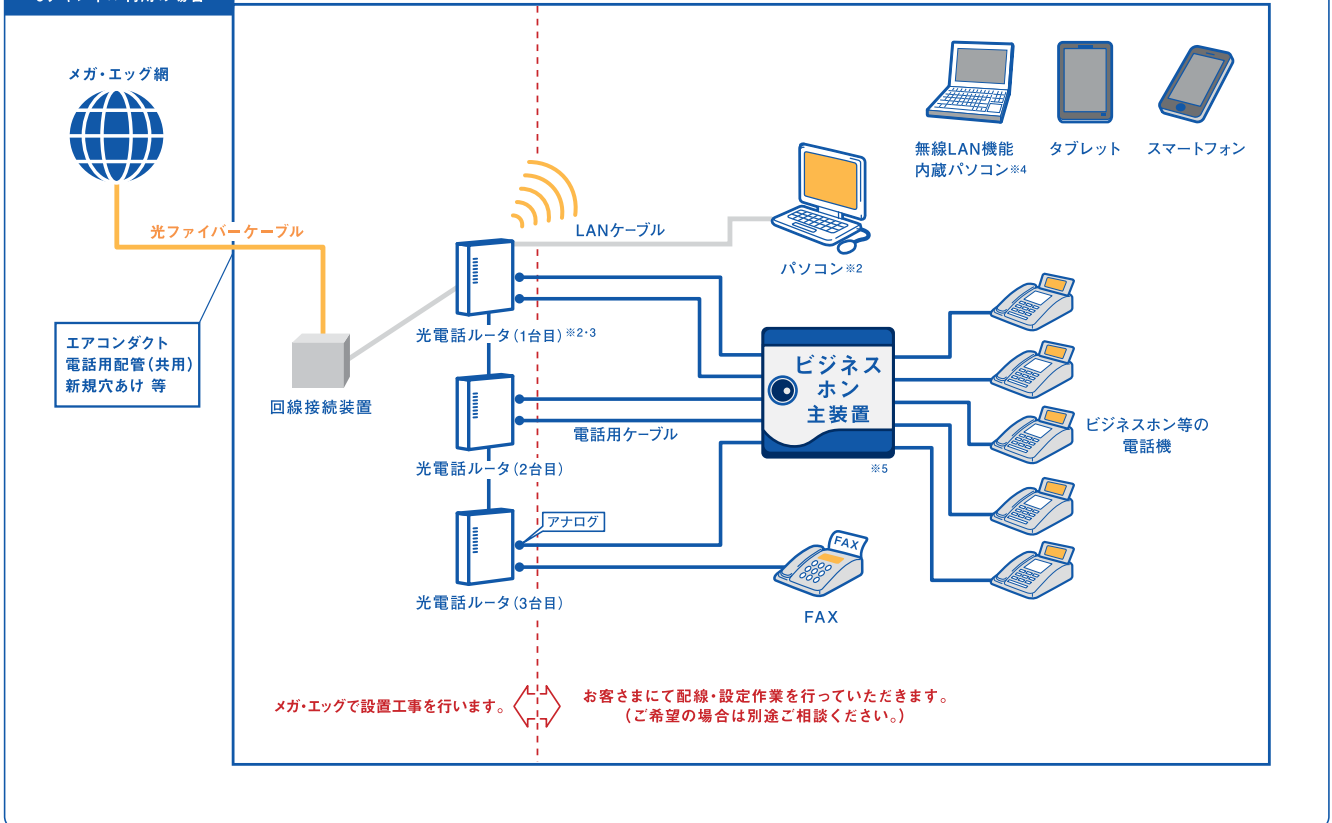 メガ・エッグ網
光ファイバーケーブル
エアコンダクト
電話用配管(共用)
新規穴あけ 等
回線接続装置
LANケーブル
パソコン※2
無線LAN機能
内蔵パソコン※4
タブレット
スマートフォン
光電話ルータ(1台目)※2・3
光電話ルータ(2台目)
電話用ケーブル
光電話ルータ(3台目)
アナログ
ビジネス
ホン
主装置
※5
ビジネスホン等の
電話機
FAX
FAX
メガ・エッグで設置工事を行います。
お客さまにて配線・設定作業を行っていただきます。
(ご希望の場合は別途ご相談ください。)